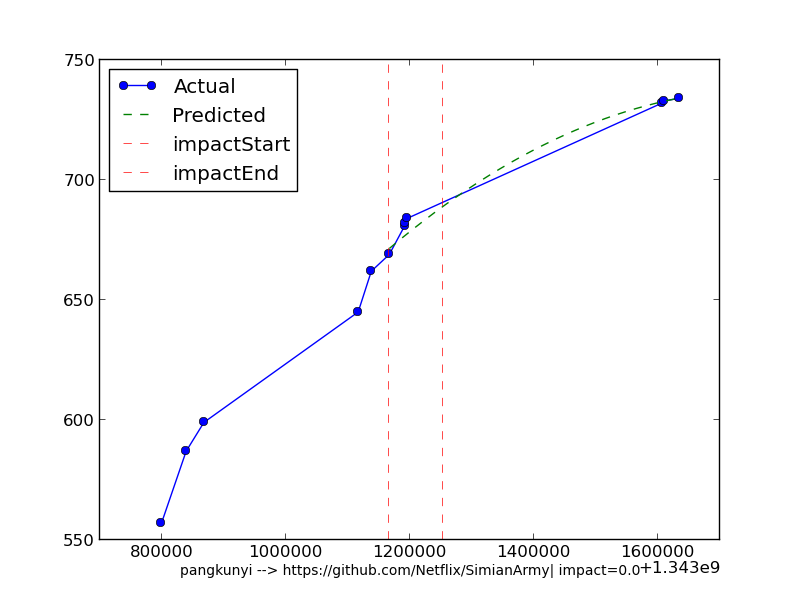 750
700
650
600
550
Actual
Predicted
impactStart
impactEnd
800000 1000000 1200000 1400000 1600000
+1.343e9
pangkunyi --> https://github.com/Netflix/SimianArmy| impact=0.0